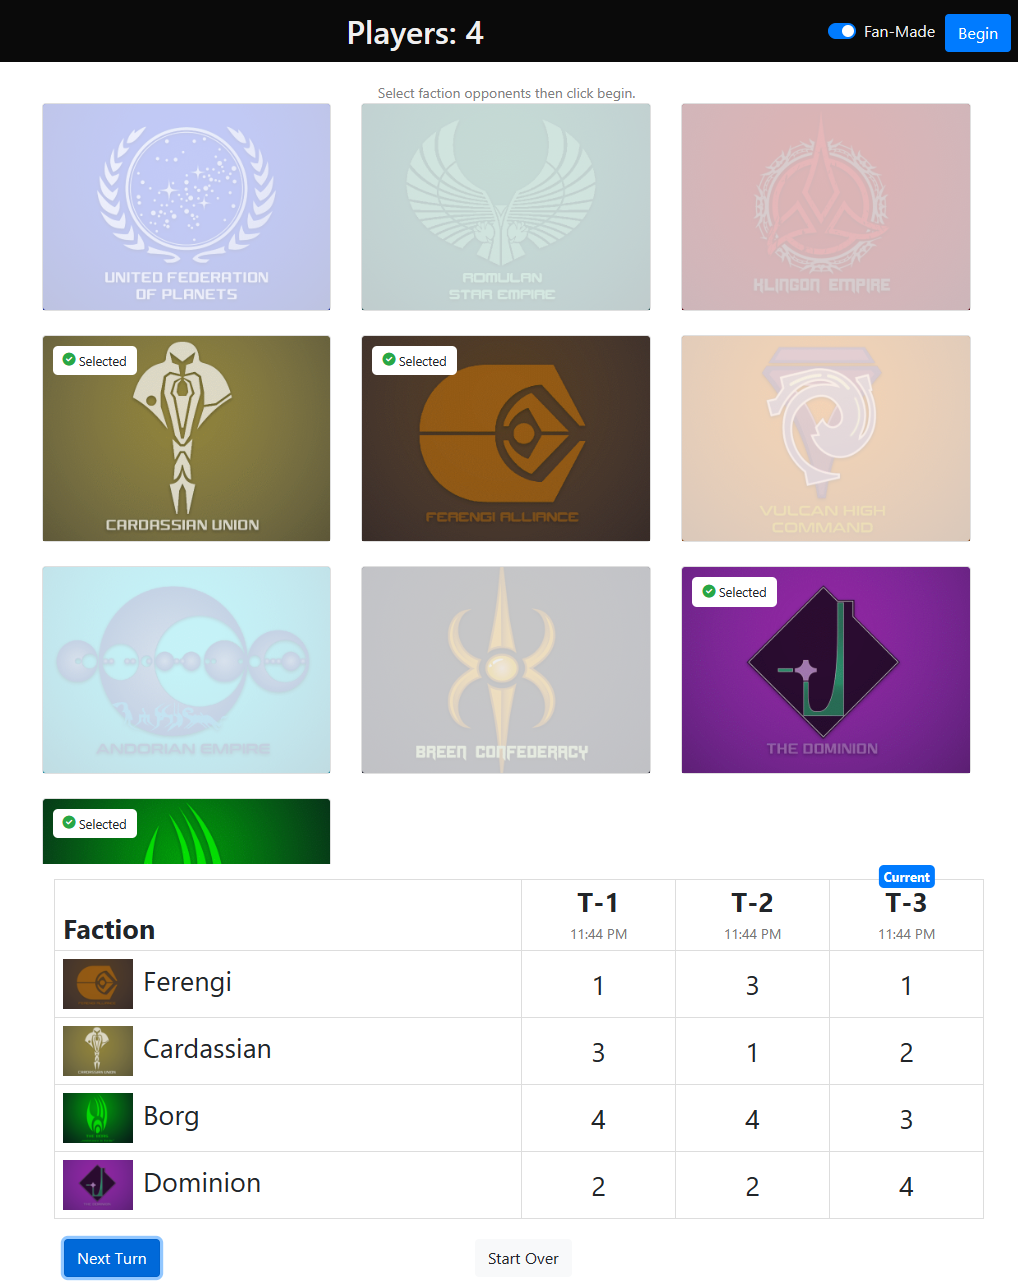 Players: 4
Fan-Made
Begin
Select faction opponents then click begin.
UNITED FEDERATION
OF PLANETS
ROMULAN
STAR EMPIRE
KLINGON EMPIRE
Selected
CARDASSIAN UNION
Selected
FERENGI ALLIANCE
VULCAN HIGH
COMMAND
ANDORIAN EMPIRE
BREEN CONFEDERACY
Selected
THE DOMINION
Selected
Current
Faction
T-1
11:44 PM
T-2
11:44 PM
T-3
11:44 PM
Ferengi 1 3 1
Cardassian 3 1 2
Borg 4 4 3
Dominion 2 2 4
Next Turn
Start Over